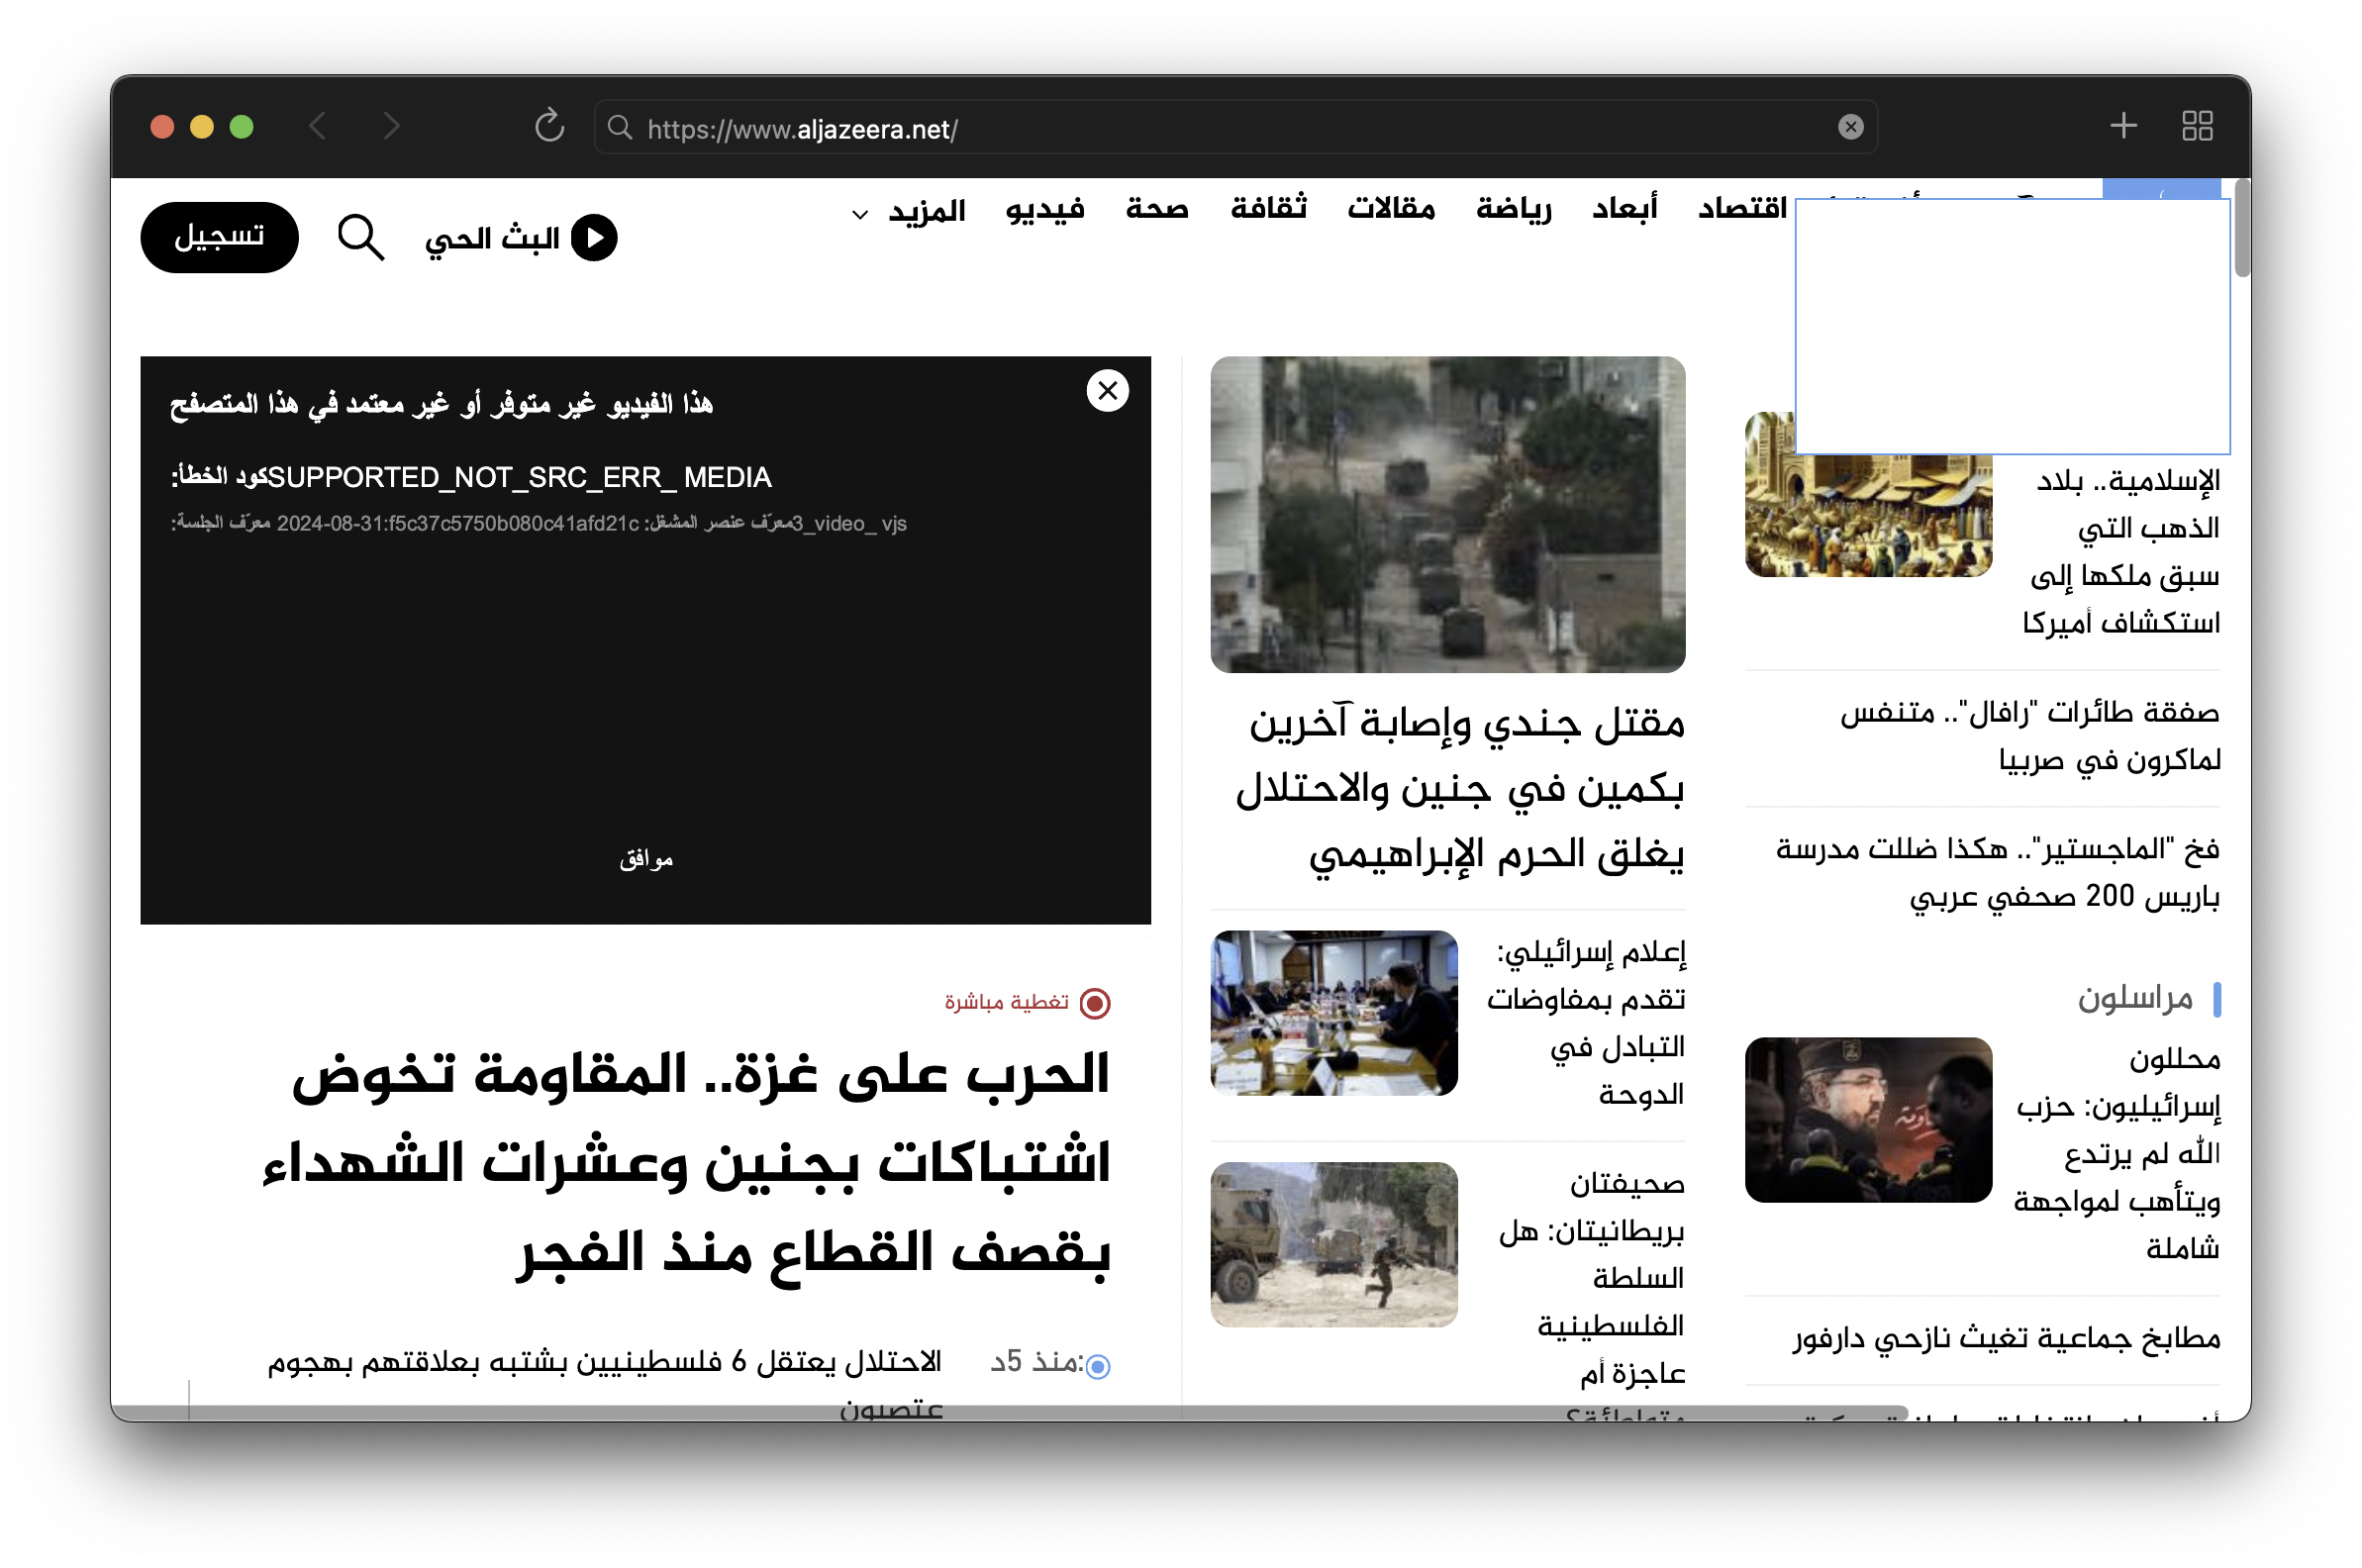 https://www.aljazeera.net/
اقتصاد
أبعاد
رياضة
مقالات
ثقافة
صحة
فيديو
المزيد
البث الحي
تسجيل
الإسلامية.. بلاد
الذهب التي
سبق ملكها إلى
استكشاف أميركا
صفقة طائرات "رافال".. متنفس
لماكرون في صربيا
فخ "الماجستير".. هكذا ضللت مدرسة
باريس 200 صحفي عربي
مراسلون
محللون
إسرائيليون: حزب
الله لم يرتدع
ويتأهب لمواجهة
شاملة
مطابخ جماعية تغيث نازحي دارفور
مقتل جندي وإصابة آخرين
بكمين في جنين والاحتلال
يغلق الحرم الإبراهيمي
إعلام إسرائيلي:
تقدم بمفاوضات
التبادل في
الدوحة
صحيفتان
بريطانيتان: هل
السلطة
الفلسطينية
عاجزة أم
متواطئة؟
هذا الفيديو غير متوفر أو غير معتمد في هذا المتصفح
كود الخطأ: MEDIA _ERR_SRC_NOT_SUPPORTED
معرّف الجلسة: 2024-08-31:f5c37c5750b080c41afd21c معرّف عنصر المشغل: vjs _video_3
موافق
تغطية مباشرة
الحرب على غزة.. المقاومة تخوض
اشتباكات بجنين وعشرات الشهداء
بقصف القطاع منذ الفجر
منذ 5د:
الاحتلال يعتقل 6 فلسطينيين بشتبه بعلاقتهم بهجوم
عتصيون